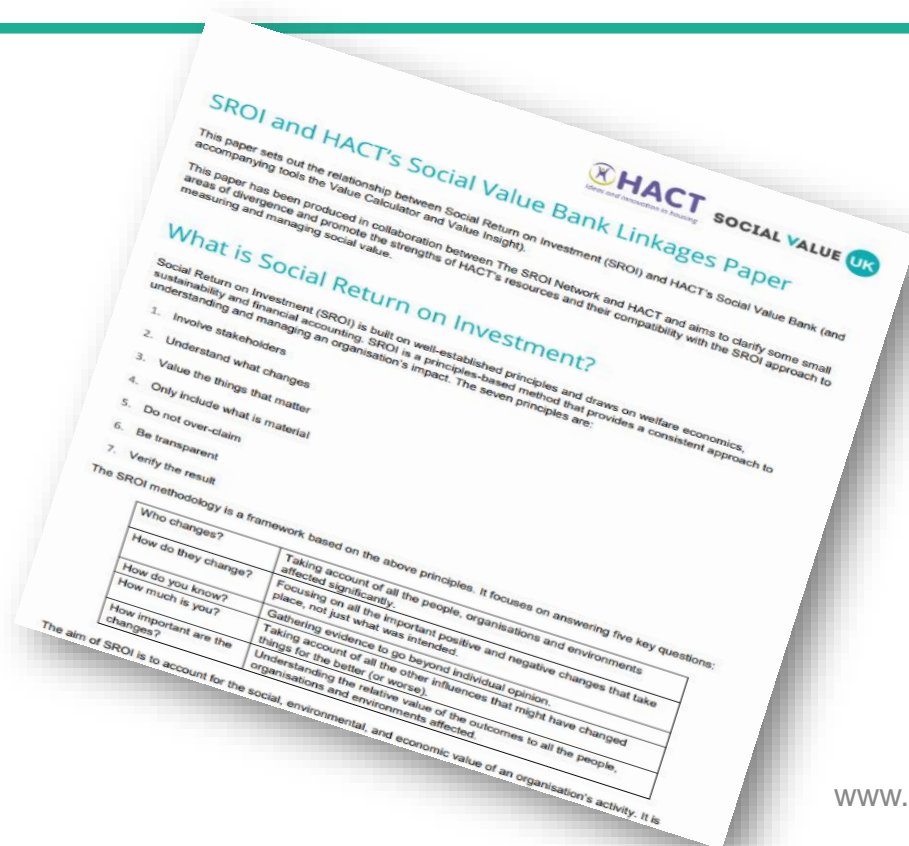 HACT
ideas and innovation in housing
SOCIAL VALUE UK
SROI and HACT's Social Value Bank Linkages Paper
This paper sets out the relationship between Social Return on Investment (SROI) and HACT's Social Value Bank (and
accompanying tools the Value Calculator and Value Insight).
This paper has been produced in collaboration between The SROI Network and HACT and aims to clarify some small
areas of divergence and promote the strengths of HACT's resources and their compatibility with the SROI approach to
measuring and managing social value.
What is Social Return on Investment?
Social Return on Investment (SROI) is built on well-established principles and draws on welfare economics,
sustainability and financial accounting. SROI is a principles-based method that provides a consistent approach to
understanding and managing an organisation's impact. The seven principles are:
1. Involve stakeholders
2. Understand what changes
3. Value the things that matter
4. Only include what is material
5. Do not over-claim
6. Be transparent
7. Verify the result
The SROI methodology is a framework based on the above principles. It focuses on answering five key questions:
Who changes?
Taking account of all the people, organisations and environments
affected significantly.
How do they change?
Focusing on all the important positive and negative changes that take
place, not just what was intended.
How do you know?
Gathering evidence to go beyond individual opinion.
How much is you?
Taking account of all the other influences that might have changed
things for the better (or worse).
How important are the
changes?
Understanding the relative value of the outcomes to all the people,
organisations and environments affected.
The aim of SROI is to account for the social, environmental, and economic value of an organisation's activity. It is
www.